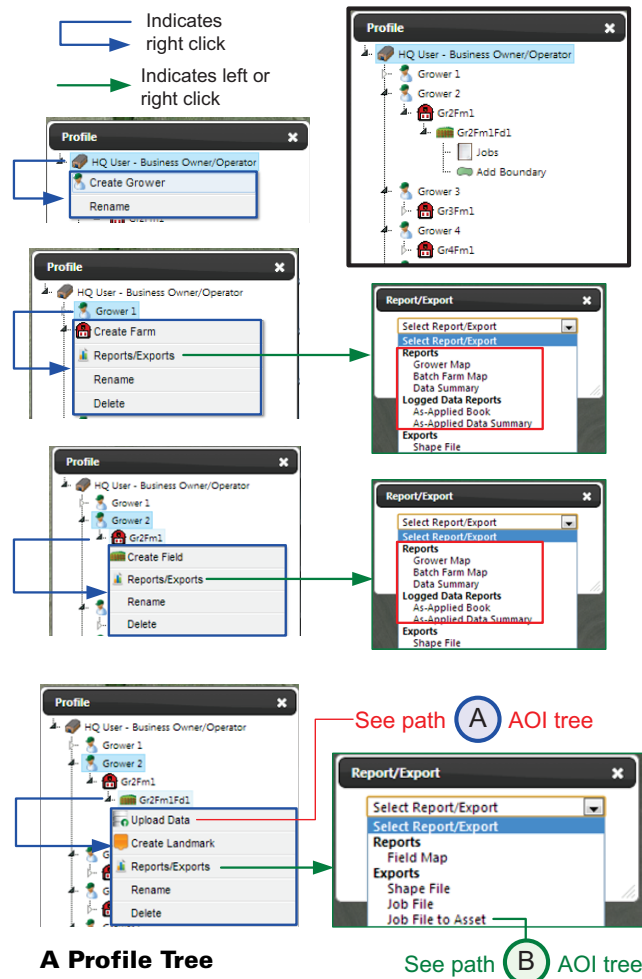 Indicates
right click
Indicates left or
right click
Profile
HQ User - Business Owner/Operator
Create Grower
Rename
Profile
HQ User - Business Owner/Operator
Grower 1
Grower 2
Gr2Fm1
Gr2Fm1Fd1
Jobs
Add Boundary
Grower 3
Gr3Fm1
Grower 4
Gr4Fm1
Profile
HQ User - Business Owner/Operator
Grower 1
Create Farm
Reports/Exports
Rename
Delete
Report/Export
Select Report/Export
Select Report/Export
Reports
Grower Map
Batch Farm Map
Data Summary
Logged Data Reports
As-Applied Book
As-Applied Data Summary
Exports
Shape File
Profile
HQ User - Business Owner/Operator
Grower 1
Grower 2
Gr2Fm1
Create Field
Reports/Exports
Rename
Delete
Report/Export
Select Report/Export
Select Report/Export
Reports
Grower Map
Batch Farm Map
Data Summary
Logged Data Reports
As-Applied Book
As-Applied Data Summary
Exports
Shape File
Profile
HQ User - Business Owner/Operator
Grower 1
Grower 2
Gr2Fm1
Gr2Fm1Fd1
Upload Data
Create Landmark
Reports/Exports
Rename
Delete
See path A AOI tree
Report/Export
Select Report/Export
Select Report/Export
Reports
Field Map
Exports
Shape File
Job File
Job File to Asset
A Profile Tree
See path B AOI tree